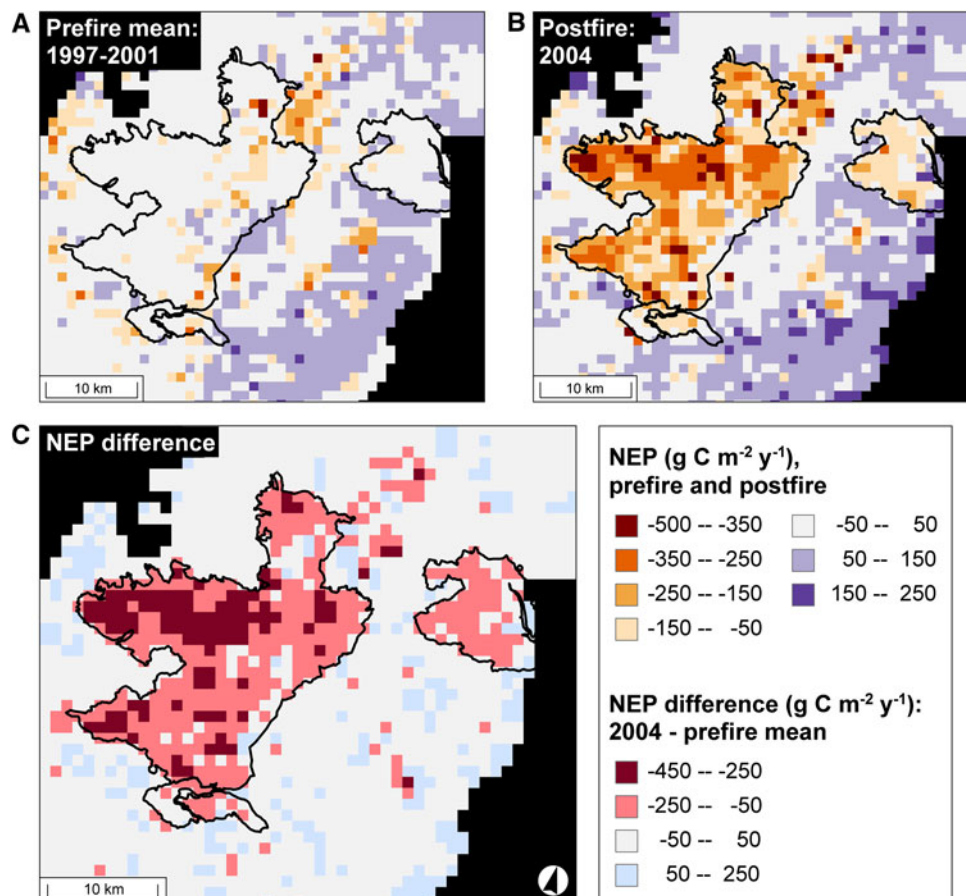 A
Prefire mean:
1997-2001
10 km
B
Postfire:
2004
10 km
C
NEP difference
10 km
NEP (g C m⁻² y⁻¹),
prefire and postfire
-500 -- -350
-350 -- -250
-250 -- -150
-150 -- -50
-50 -- 50
50 -- 150
150 -- 250
NEP difference (g C m⁻² y⁻¹):
2004 - prefire mean
-450 -- -250
-250 -- -50
-50 -- 50
50 -- 250